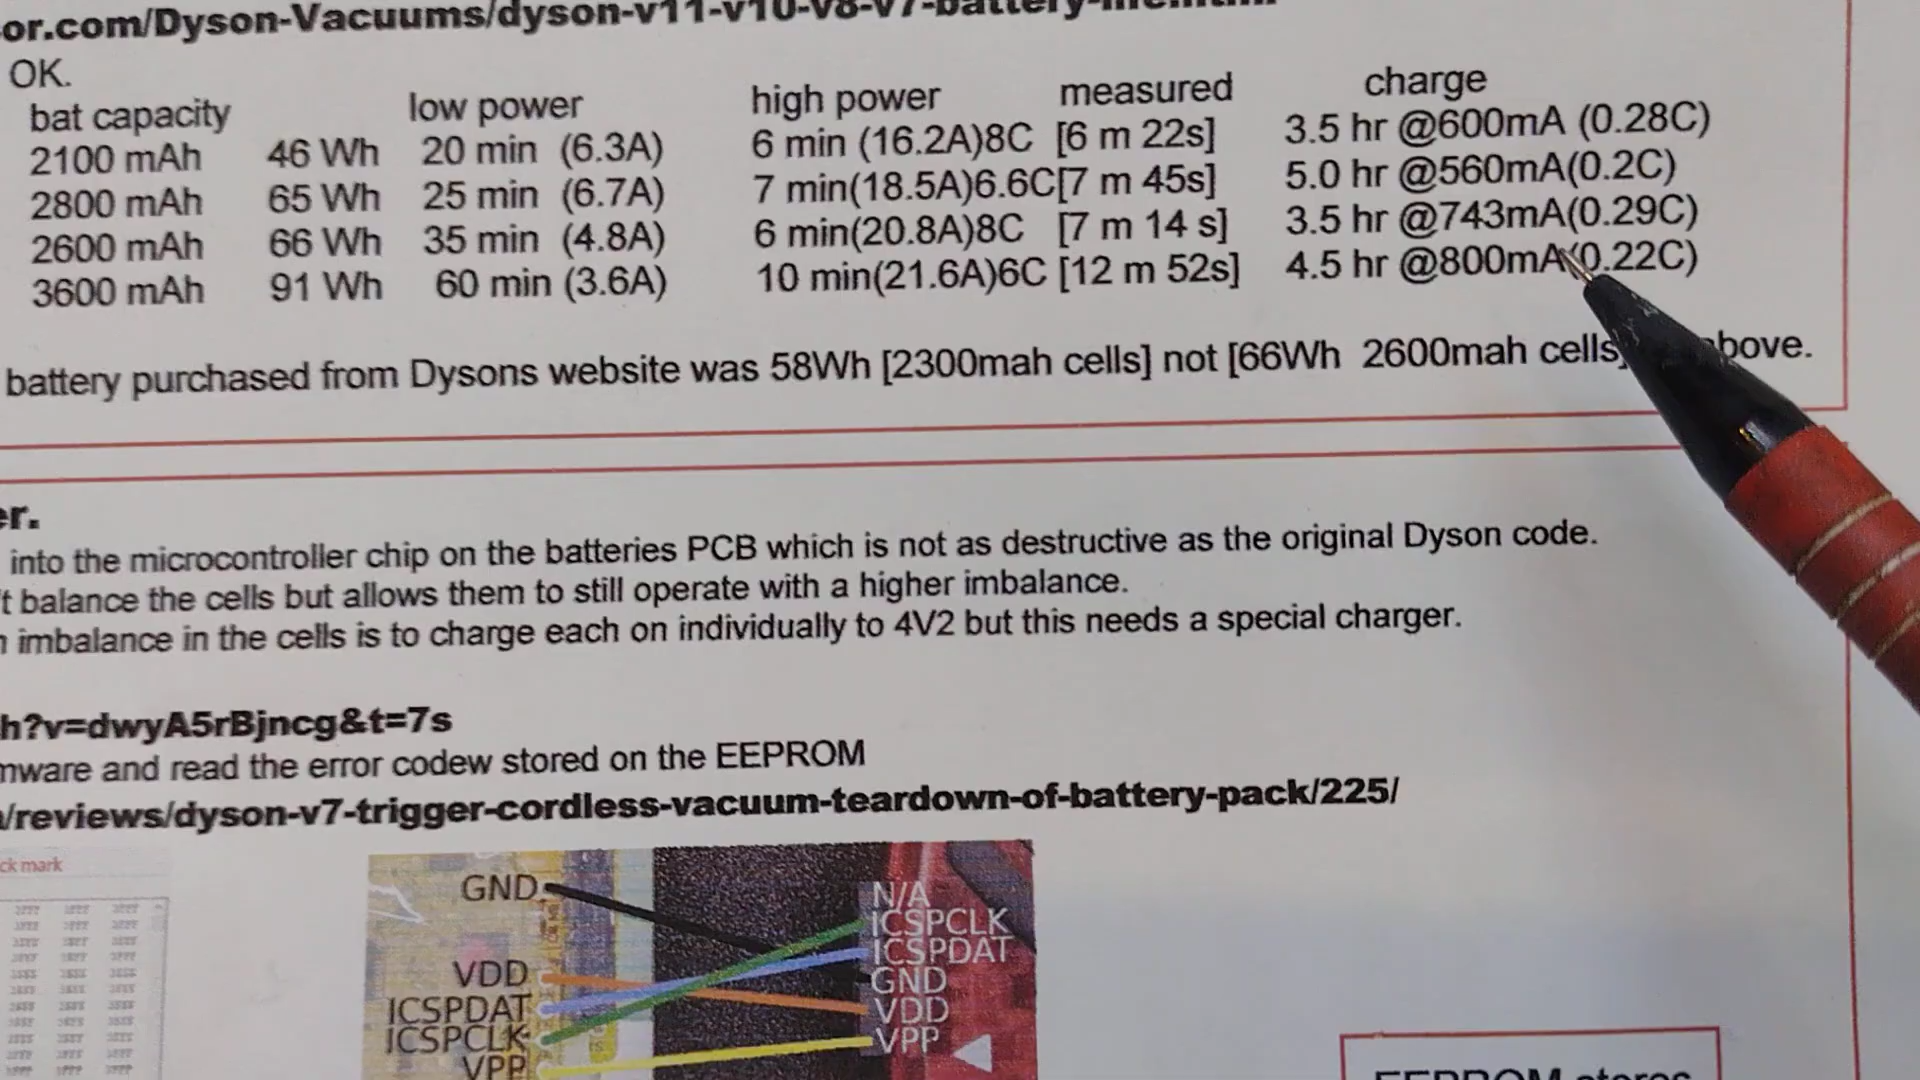 or.com/Dyson-Vacuums/dyson-v11-v10-v8-v7-battery-
OK.
bat capacity low power high power measured charge
2100 mAh 46 Wh 20 min (6.3A) 6 min (16.2A)8C [6 m 22s] 3.5 hr @600mA (0.28C)
2800 mAh 65 Wh 25 min (6.7A) 7 min(18.5A)6.6C[7 m 45s] 5.0 hr @560mA(0.2C)
2600 mAh 66 Wh 35 min (4.8A) 6 min(20.8A)8C [7 m 14 s] 3.5 hr @743mA(0.29C)
3600 mAh 91 Wh 60 min (3.6A) 10 min(21.6A)6C [12 m 52s] 4.5 hr @800mA(0.22C)
battery purchased from Dysons website was 58Wh [2300mah cells] not [66Wh 2600mah cells] bove.
er.
into the microcontroller chip on the batteries PCB which is not as destructive as the original Dyson code.
't balance the cells but allows them to still operate with a higher imbalance.
imbalance in the cells is to charge each on individually to 4V2 but this needs a special charger.
h?v=dwyA5rBjncg&t=7s
mware and read the error codew stored on the EEPROM
/reviews/dyson-v7-trigger-cordless-vacuum-teardown-of-battery-pack/225/
ck mark
GND
VDD
ICSPDAT
ICSPCLK
VPP
N/A
ICSPCLK
ICSPDAT
GND
VDD
VPP
EEPROM stores